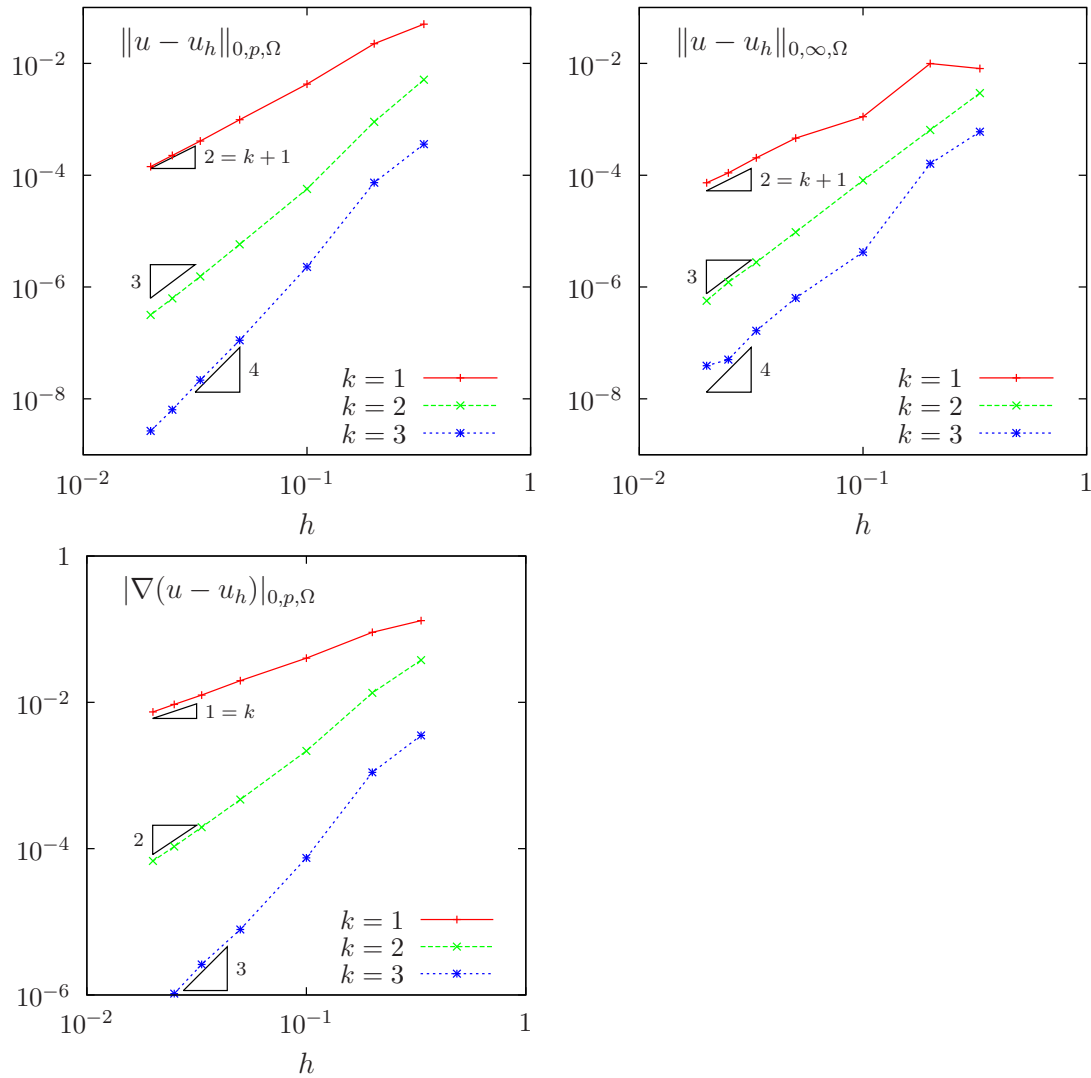 ‖u − u_h‖_{0,p,Ω}
10^{−2}
10^{−4}
10^{−6}
10^{−8}
2 = k + 1
3
4
k = 1
k = 2
k = 3
10^{−2}
10^{−1}
1
h
‖u − u_h‖_{0,∞,Ω}
10^{−2}
10^{−4}
10^{−6}
10^{−8}
2 = k + 1
3
4
k = 1
k = 2
k = 3
10^{−2}
10^{−1}
1
h
1
|∇(u − u_h)|_{0,p,Ω}
10^{−2}
10^{−4}
10^{−6}
1 = k
2
3
k = 1
k = 2
k = 3
10^{−2}
10^{−1}
1
h